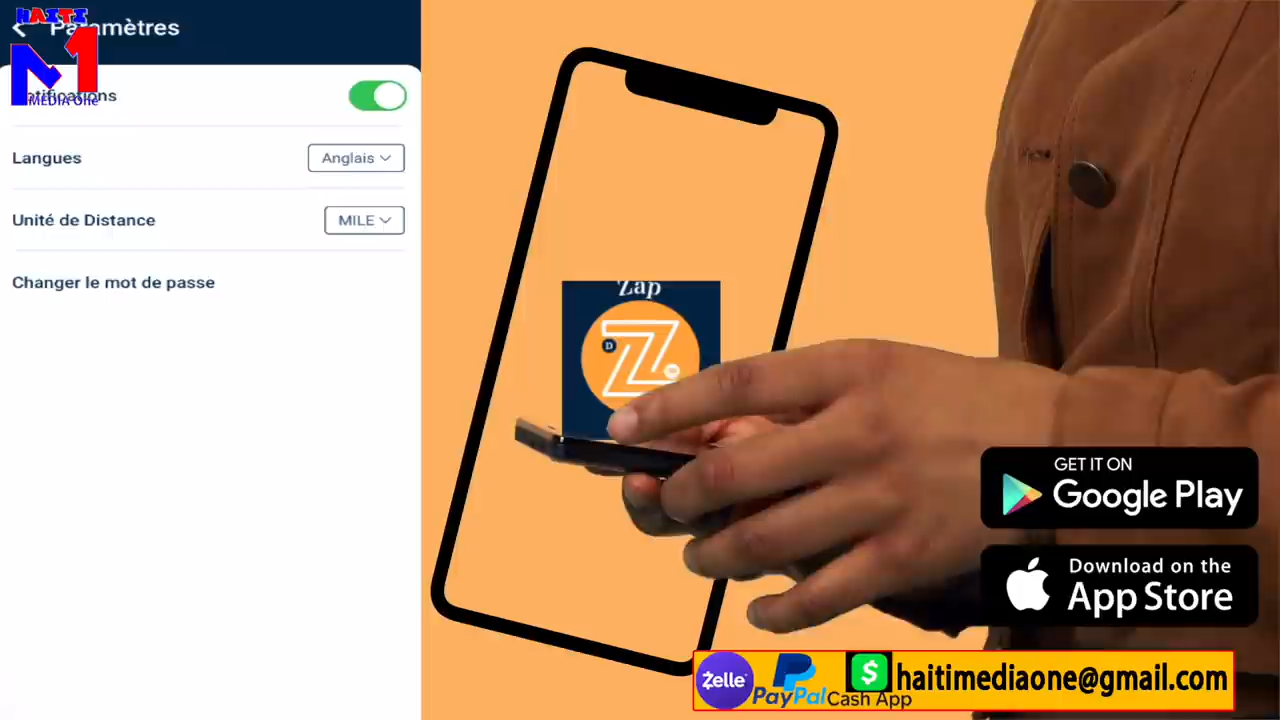 HAITI
MEDIA One
Paramètres
Notifications
Langues
Anglais
Unité de Distance
MILE
Changer le mot de passe
Zap
Z
D
GET IT ON
Google Play
Download on the
App Store
Zelle
PayPal
$
Cash App
haitimediaone@gmail.com